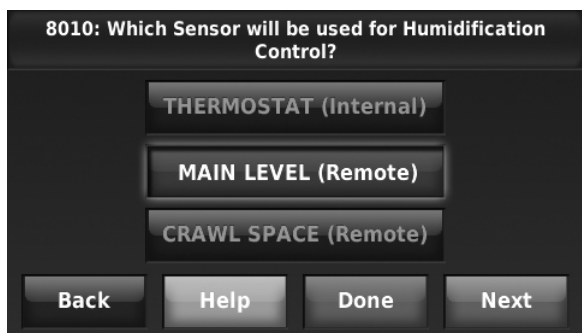 8010: Which Sensor will be used for Humidification
Control?
THERMOSTAT (Internal)
MAIN LEVEL (Remote)
CRAWL SPACE (Remote)
Back Help Done Next